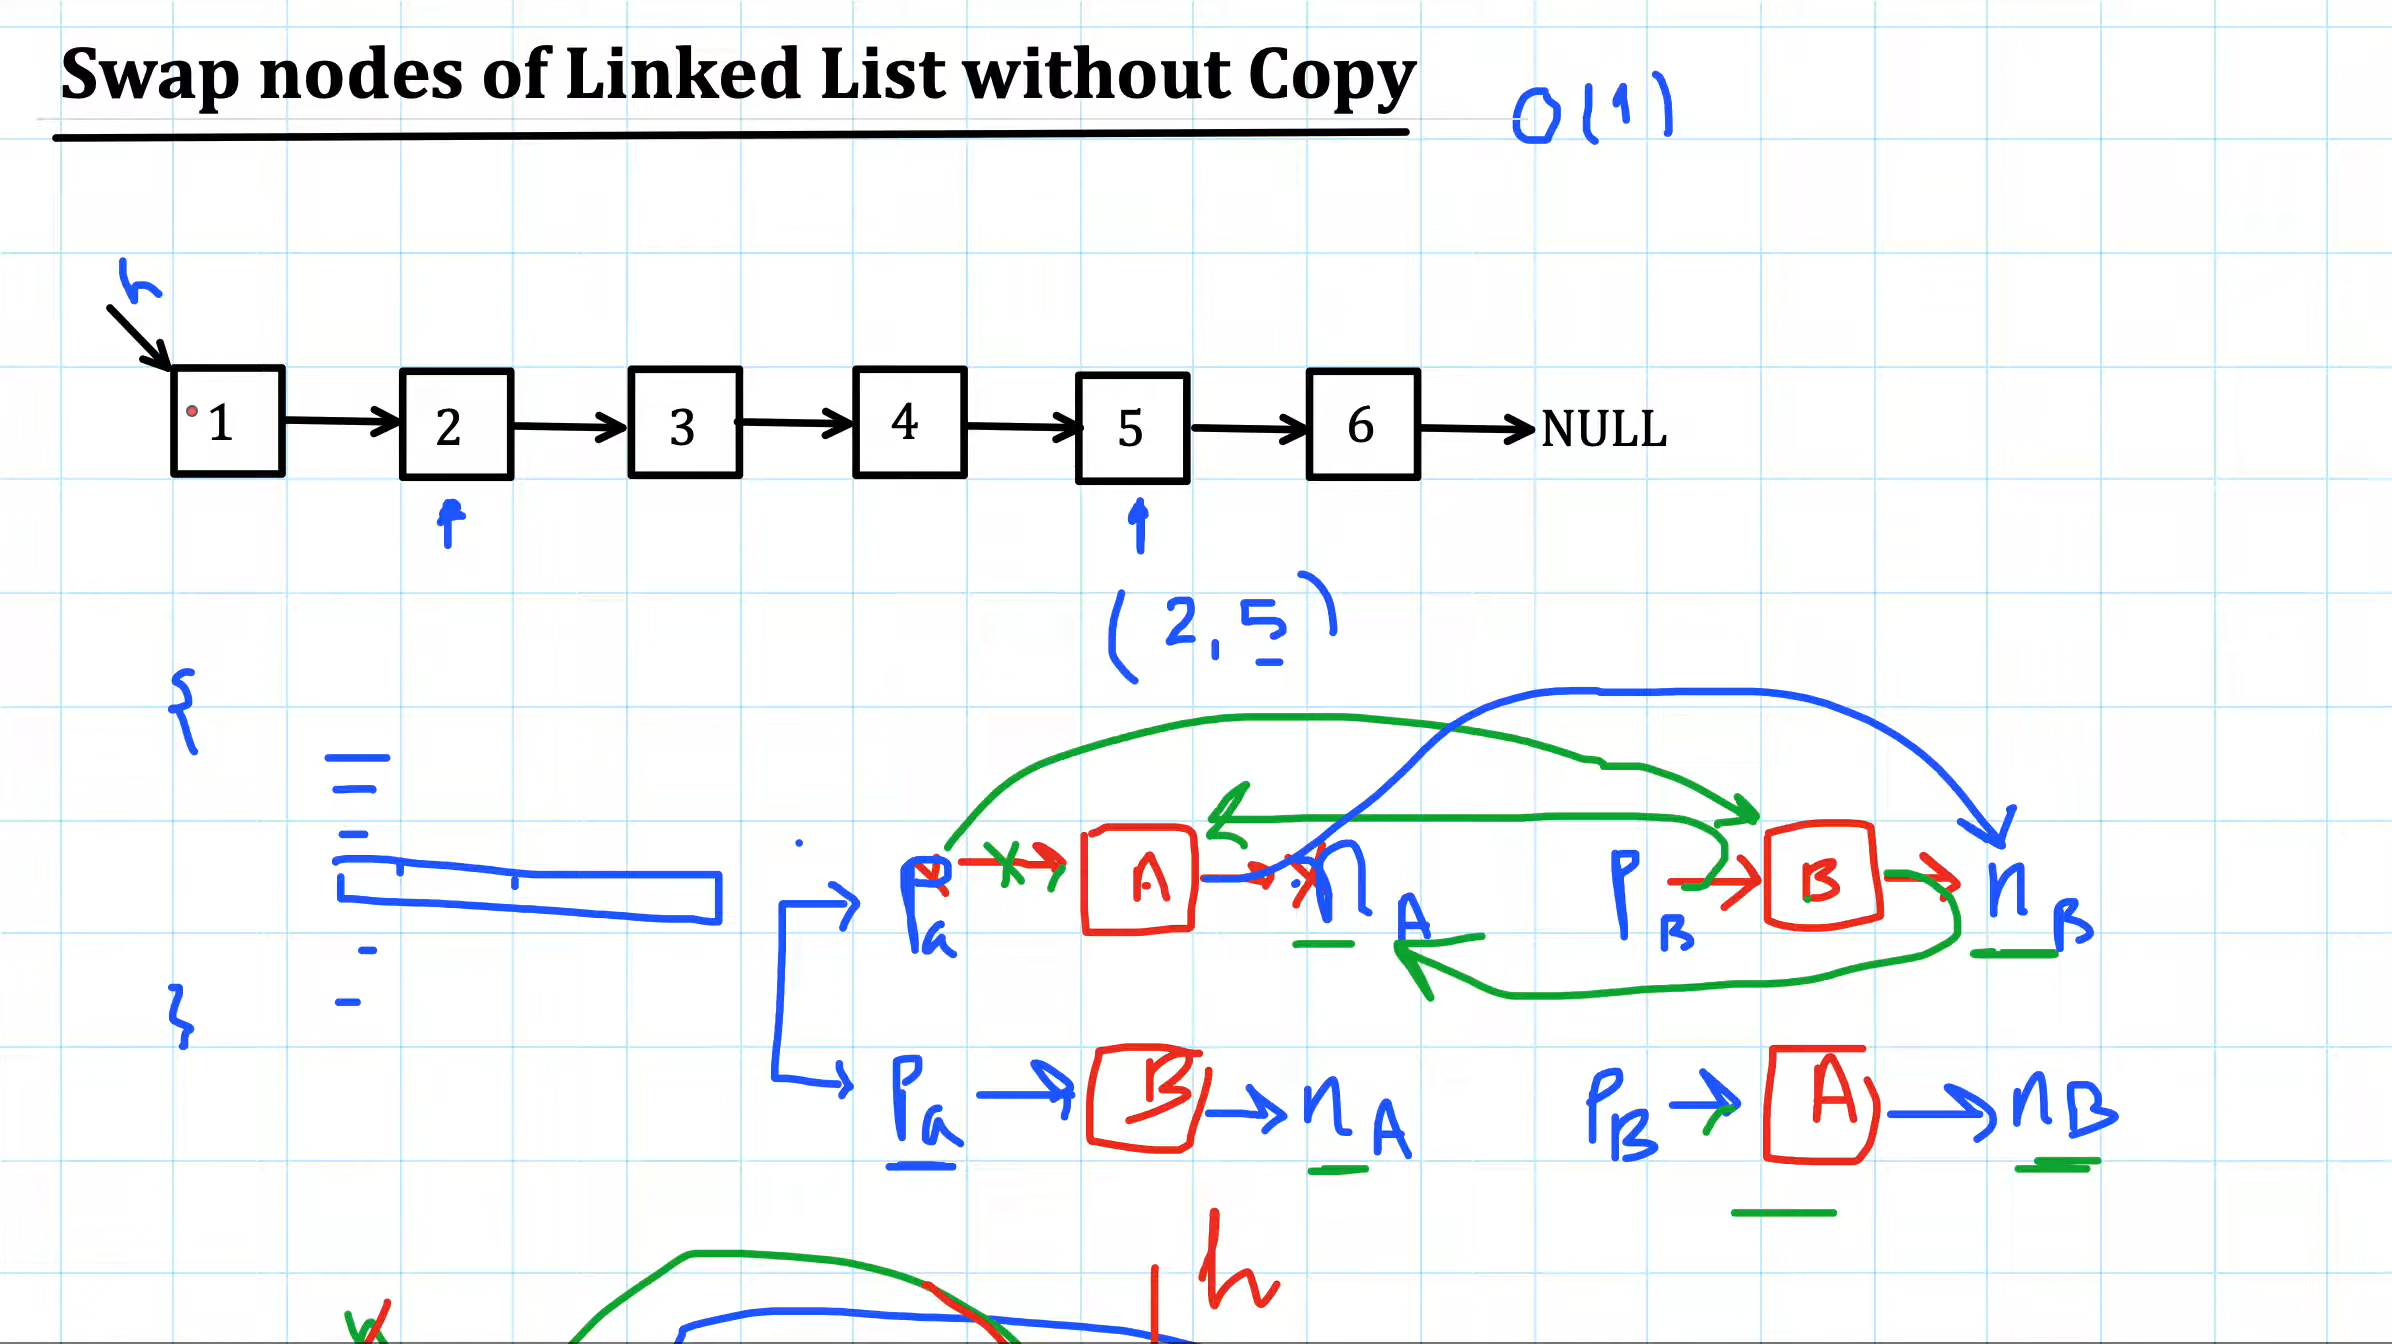 Swap nodes of Linked List without Copy O(1)
h
1 2 3 4 5 6 NULL
(2,5)
{
Pa A nA PB B nB
}
Pa B nA PB A nB
h